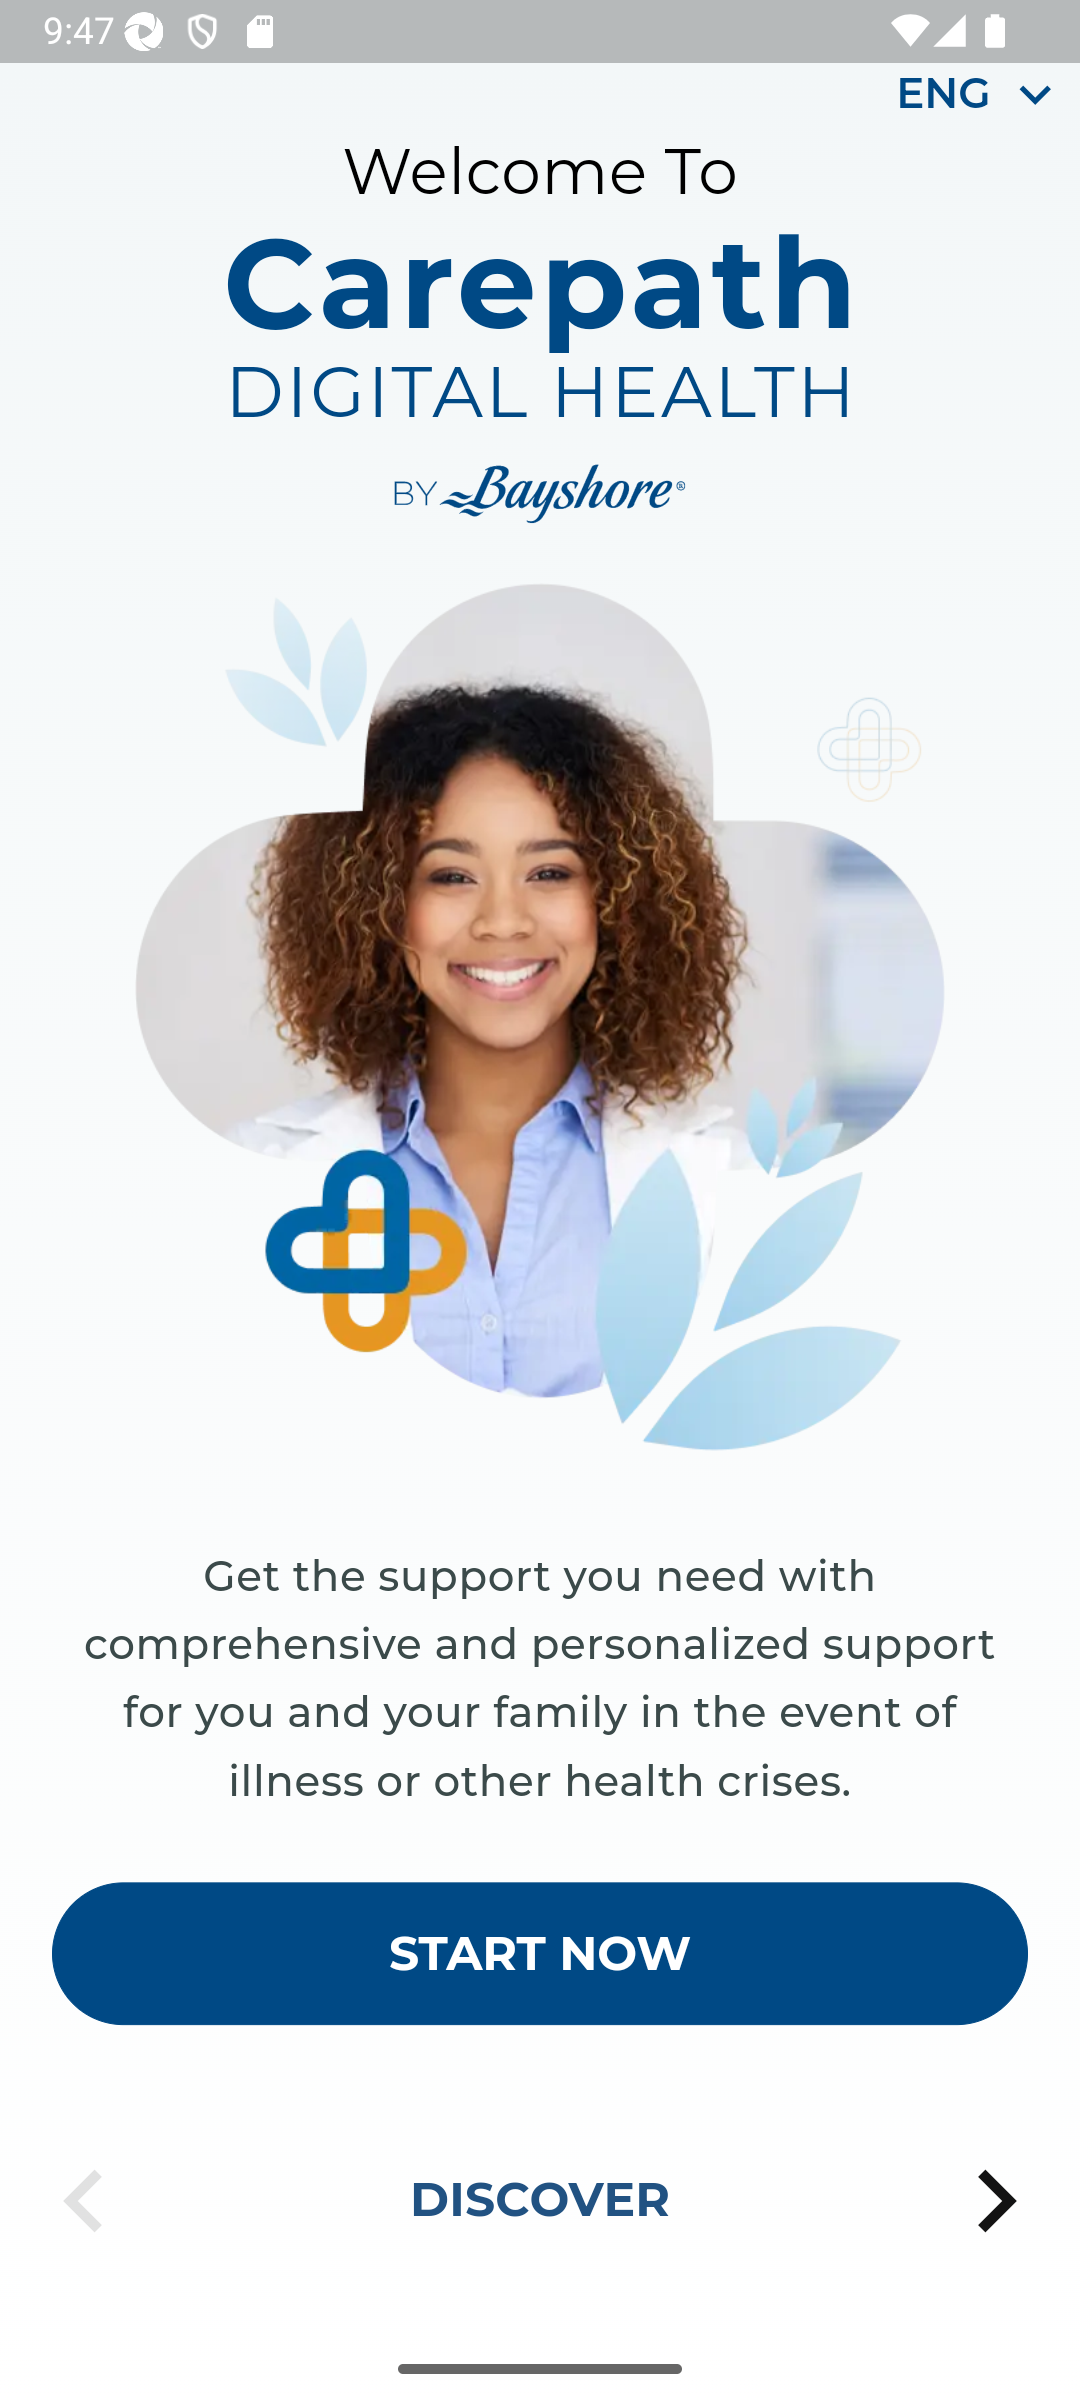 9:47
ENG
Welcome To
Carepath
DIGITAL HEALTH
BY Bayshore®
Get the support you need with
comprehensive and personalized support
for you and your family in the event of
illness or other health crises.
START NOW
DISCOVER